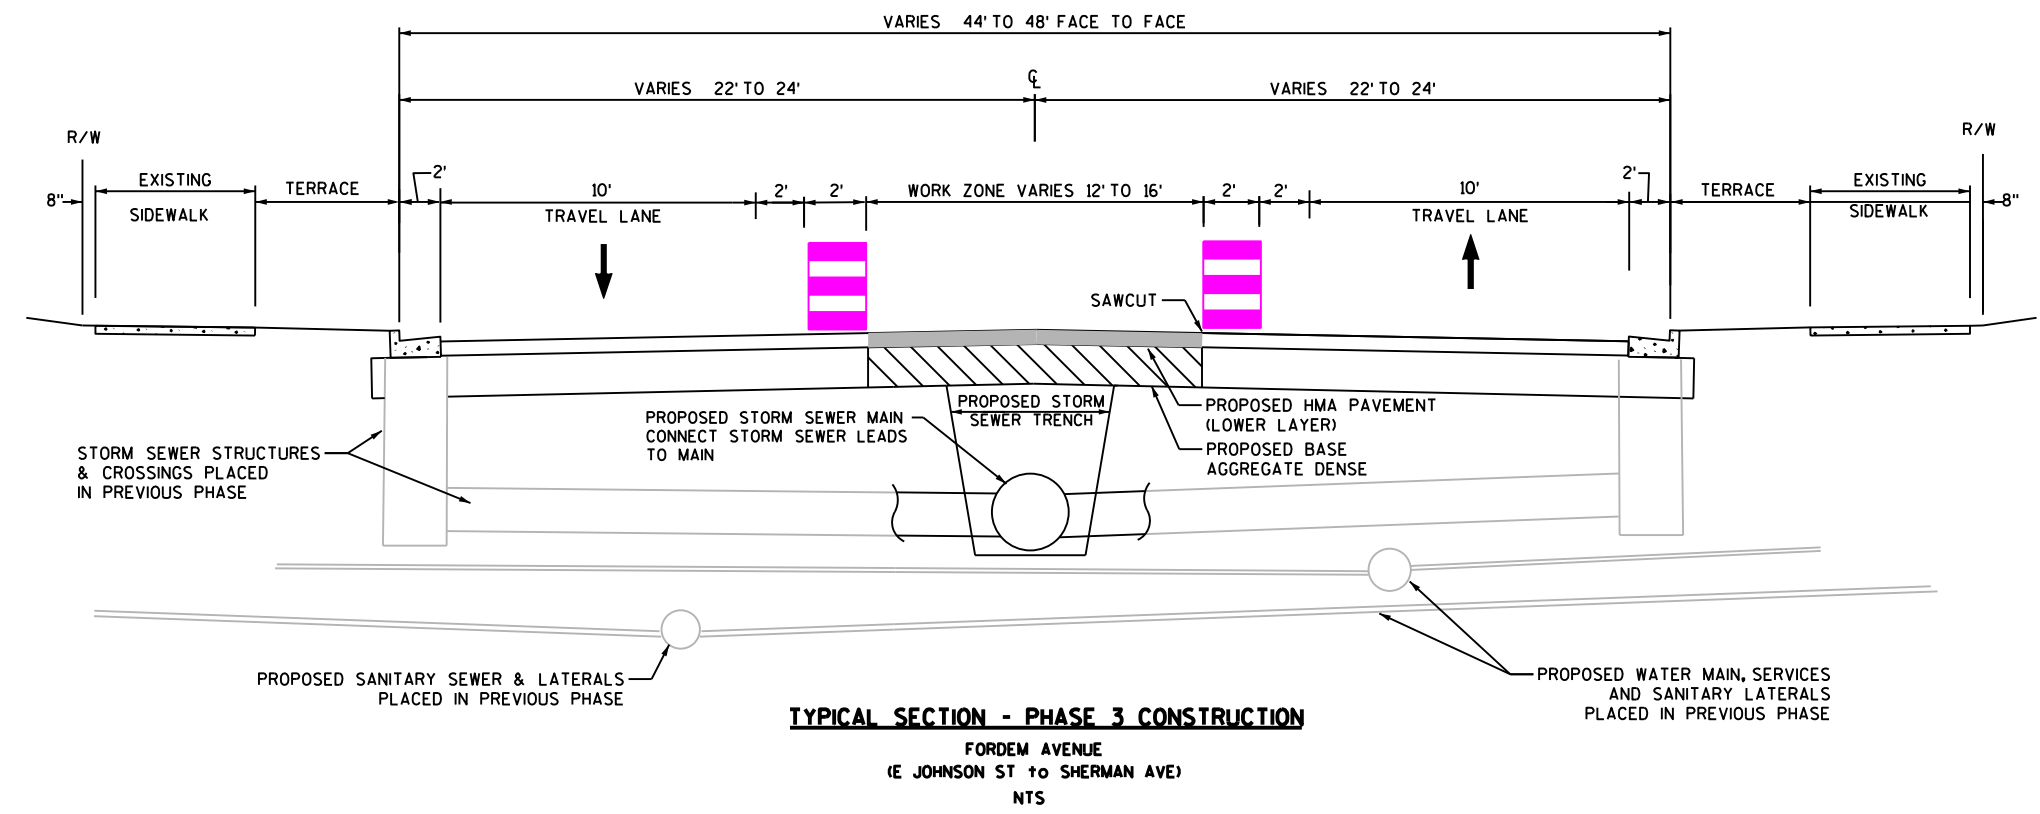 VARIES 44' TO 48' FACE TO FACE
VARIES 22' TO 24'
℄
VARIES 22' TO 24'
R/W
R/W
8"
EXISTING
SIDEWALK
TERRACE
2'
10'
TRAVEL LANE
2'
2'
WORK ZONE VARIES 12' TO 16'
2'
2'
10'
TRAVEL LANE
2'
TERRACE
EXISTING
SIDEWALK
8"
SAWCUT
PROPOSED STORM
SEWER TRENCH
PROPOSED HMA PAVEMENT
(LOWER LAYER)
PROPOSED BASE
AGGREGATE DENSE
PROPOSED STORM SEWER MAIN
CONNECT STORM SEWER LEADS
TO MAIN
STORM SEWER STRUCTURES
& CROSSINGS PLACED
IN PREVIOUS PHASE
PROPOSED SANITARY SEWER & LATERALS
PLACED IN PREVIOUS PHASE
PROPOSED WATER MAIN, SERVICES
AND SANITARY LATERALS
PLACED IN PREVIOUS PHASE
TYPICAL SECTION - PHASE 3 CONSTRUCTION
FORDEM AVENUE
(E JOHNSON ST to SHERMAN AVE)
NTS